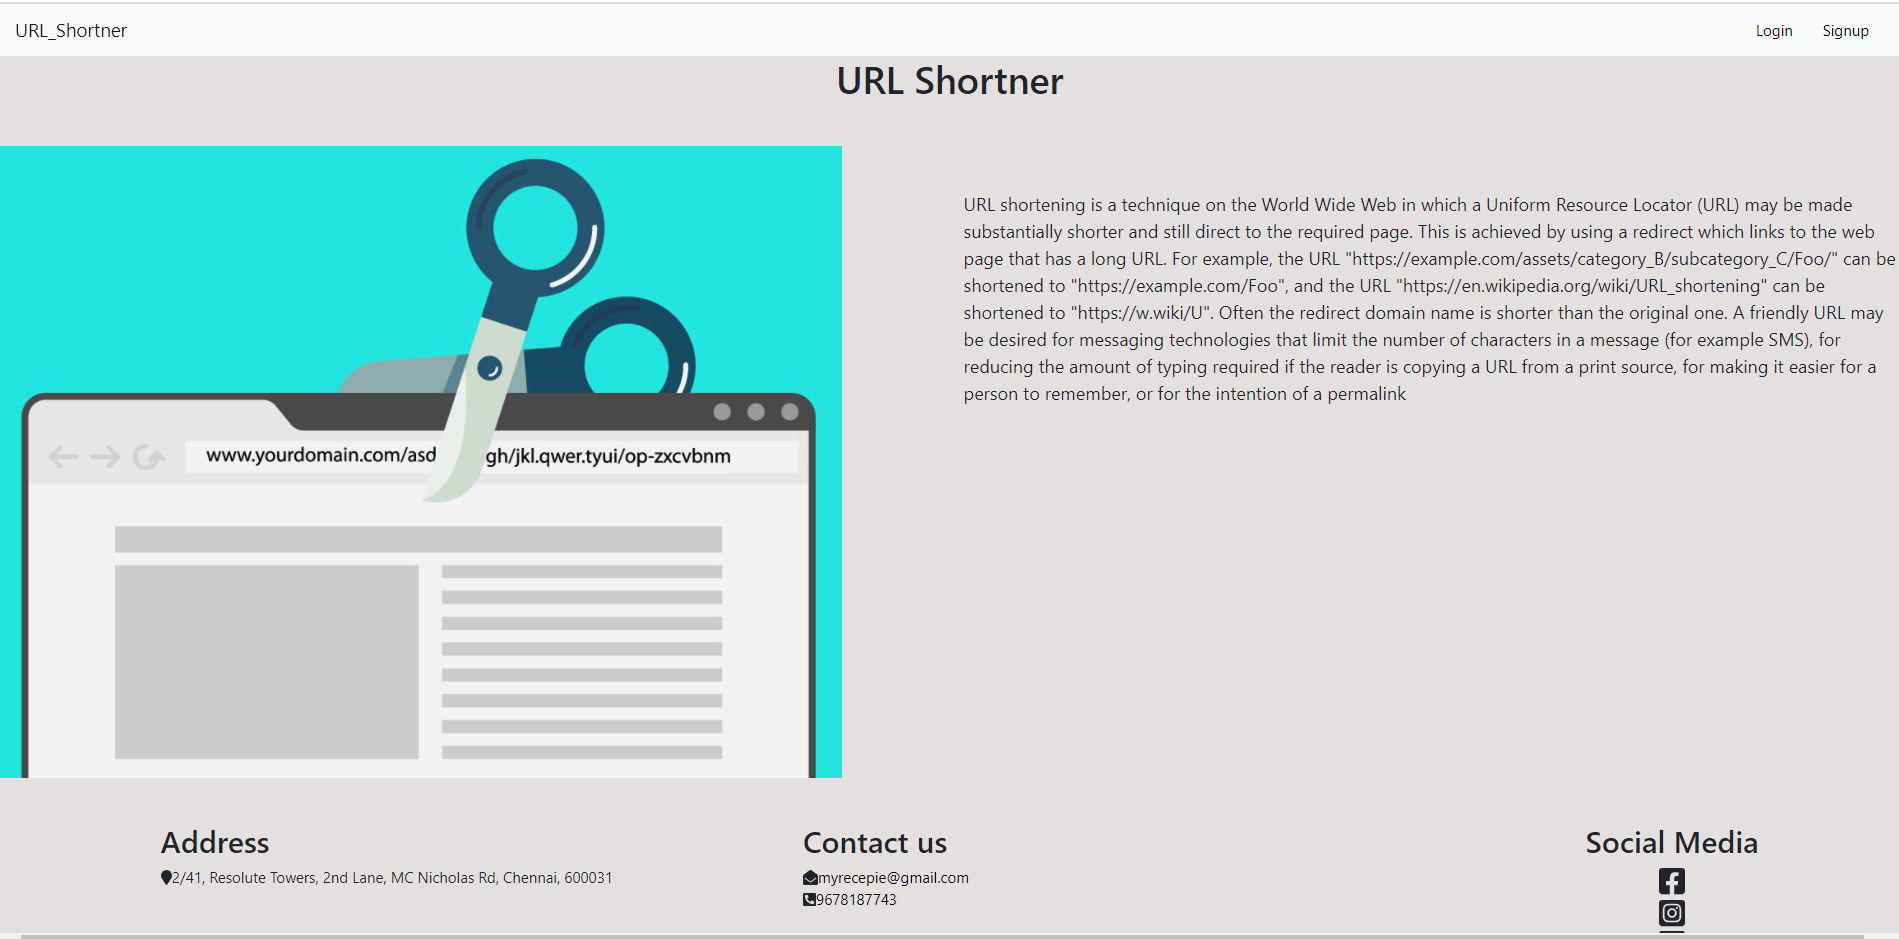 URL_Shortner
Login
Signup
URL Shortner
www.yourdomain.com/asd gh/jkl.qwer.tyui/op-zxcvbnm
URL shortening is a technique on the World Wide Web in which a Uniform Resource Locator (URL) may be made
substantially shorter and still direct to the required page. This is achieved by using a redirect which links to the web
page that has a long URL. For example, the URL "https://example.com/assets/category_B/subcategory_C/Foo/" can be
shortened to "https://example.com/Foo", and the URL "https://en.wikipedia.org/wiki/URL_shortening" can be
shortened to "https://w.wiki/U". Often the redirect domain name is shorter than the original one. A friendly URL may
be desired for messaging technologies that limit the number of characters in a message (for example SMS), for
reducing the amount of typing required if the reader is copying a URL from a print source, for making it easier for a
person to remember, or for the intention of a permalink
Address
2/41, Resolute Towers, 2nd Lane, MC Nicholas Rd, Chennai, 600031
Contact us
myrecepie@gmail.com
9678187743
Social Media